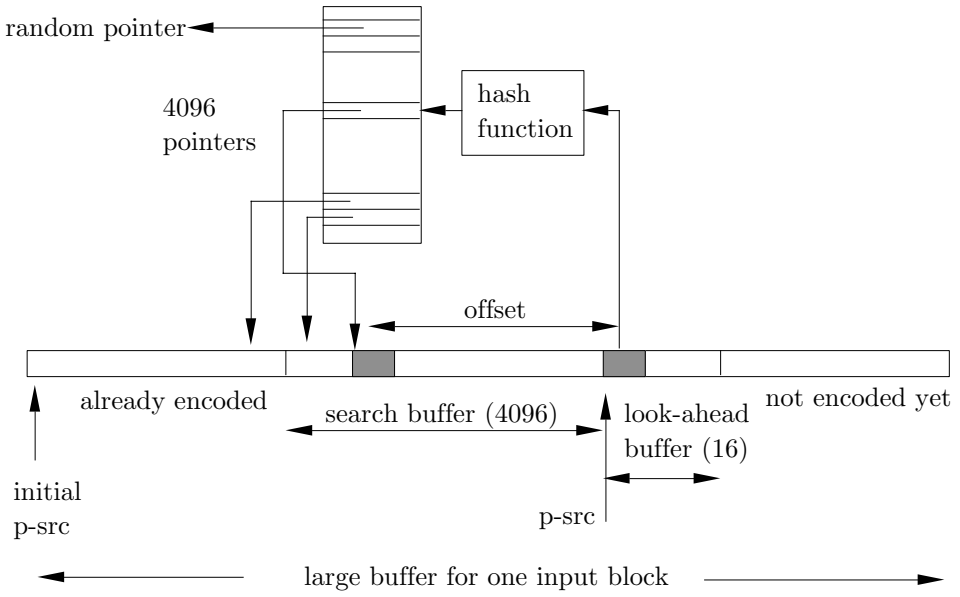 random pointer
4096
pointers
hash
function
offset
already encoded
search buffer (4096)
look-ahead
buffer (16)
not encoded yet
initial
p-src
p-src
large buffer for one input block